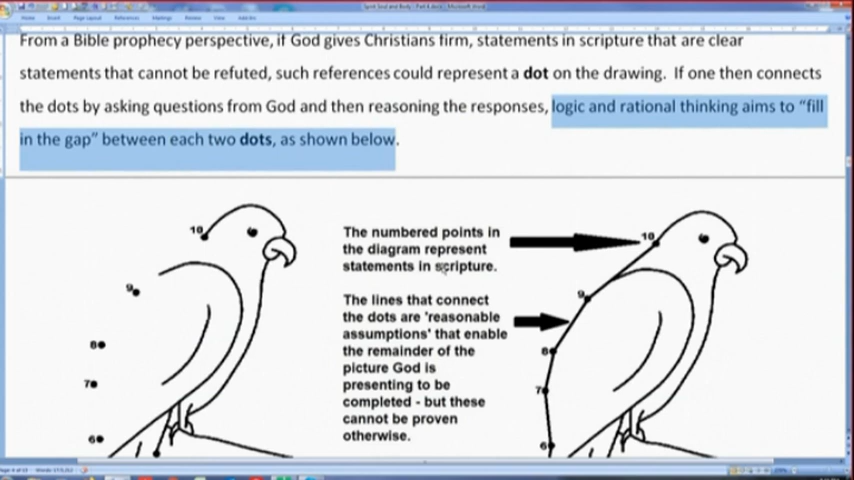 From a Bible prophecy perspective, if God gives Christians firm, statements in scripture that are clear
statements that cannot be refuted, such references could represent a dot on the drawing. If one then connects
the dots by asking questions from God and then reasoning the responses, logic and rational thinking aims to "fill
in the gap" between each two dots, as shown below.
10
9
8
7
6
The numbered points in
the diagram represent
statements in scripture.
The lines that connect
the dots are 'reasonable
assumptions' that enable
the remainder of the
picture God is
presenting to be
completed - but these
cannot be proven
otherwise.
10
9
8
7
6